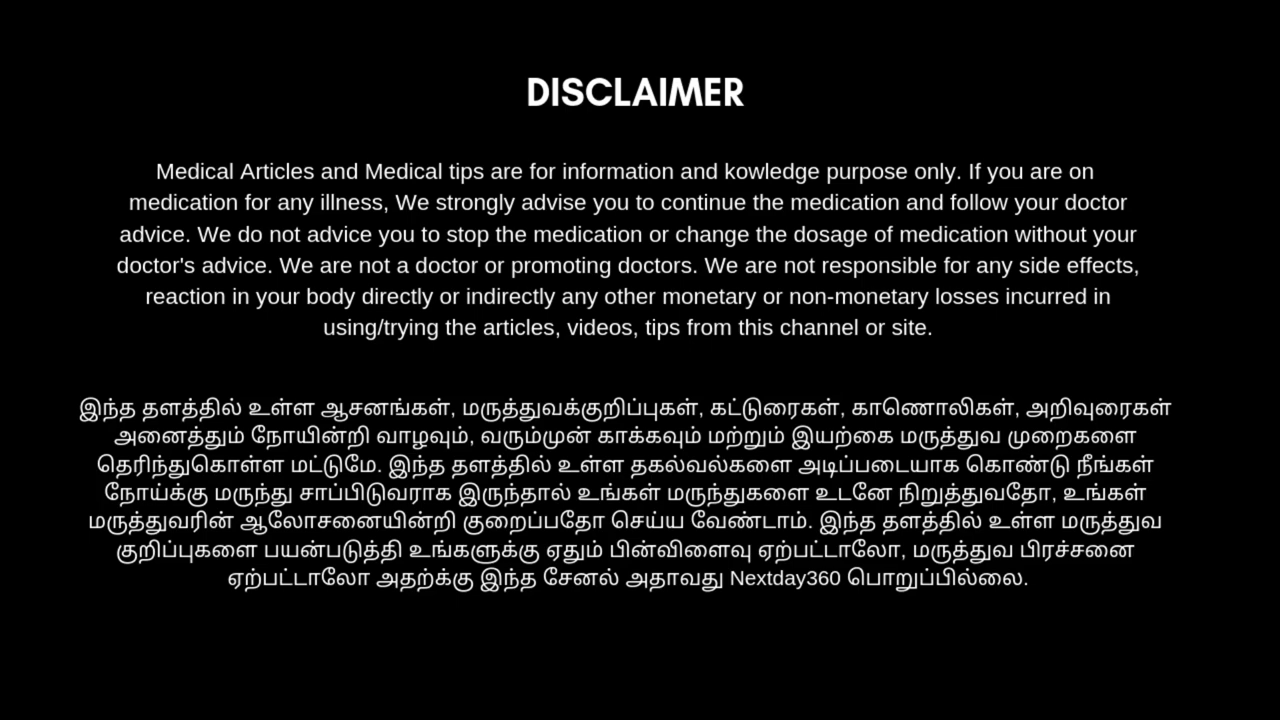 DISCLAIMER
Medical Articles and Medical tips are for information and kowledge purpose only. If you are on
medication for any illness, We strongly advise you to continue the medication and follow your doctor
advice. We do not advice you to stop the medication or change the dosage of medication without your
doctor's advice. We are not a doctor or promoting doctors. We are not responsible for any side effects,
reaction in your body directly or indirectly any other monetary or non-monetary losses incurred in
using/trying the articles, videos, tips from this channel or site.
இந்த தளத்தில் உள்ள ஆசனங்கள், மருத்துவக்குறிப்புகள், கட்டுரைகள், காணொலிகள், அறிவுரைகள்
அனைத்தும் நோயின்றி வாழவும், வரும்முன் காக்கவும் மற்றும் இயற்கை மருத்துவ முறைகளை
தெரிந்துகொள்ள மட்டுமே. இந்த தளத்தில் உள்ள தகல்வல்களை அடிப்படையாக கொண்டு நீங்கள்
நோய்க்கு மருந்து சாப்பிடுவராக இருந்தால் உங்கள் மருந்துகளை உடனே நிறுத்துவதோ, உங்கள்
மருத்துவரின் ஆலோசனையின்றி குறைப்பதோ செய்ய வேண்டாம். இந்த தளத்தில் உள்ள மருத்துவ
குறிப்புகளை பயன்படுத்தி உங்களுக்கு ஏதும் பின்விளைவு ஏற்பட்டாலோ, மருத்துவ பிரச்சனை
ஏற்பட்டாலோ அதற்க்கு இந்த சேனல் அதாவது Nextday360 பொறுப்பில்லை.